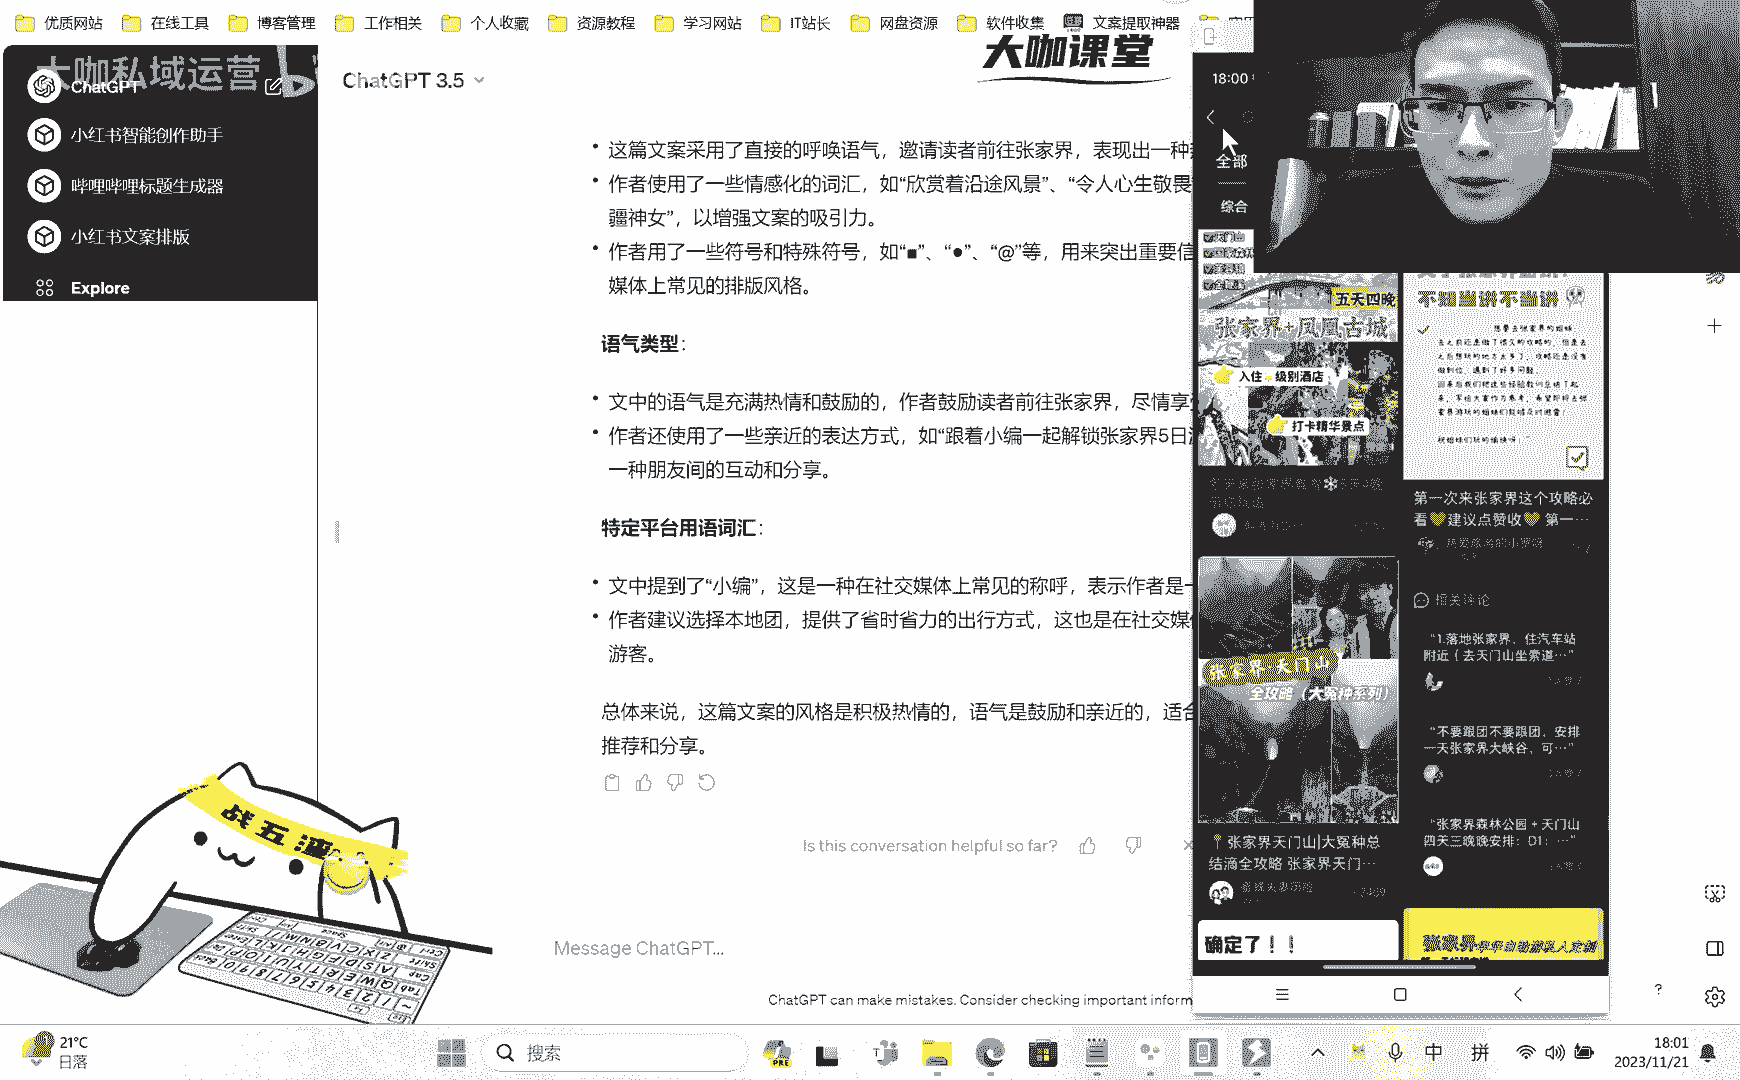 优质网站
在线工具
博客管理
工作相关
个人收藏
资源教程
学习网站
IT站长
网盘资源
软件收集
文案提取神器
大咖私域运营
大咖课堂
ChatGPT
小红书智能创作助手
哔哩哔哩标题生成器
小红书文案排版
Explore
ChatGPT 3.5
这篇文案采用了直接的呼唤语气，邀请读者前往张家界，表现出一种
作者使用了一些情感化的词汇，如“欣赏着沿途风景”、“令人心生敬畏
疆神女”，以增强文案的吸引力。
作者用了一些符号和特殊符号，如“■”、“●”、“@”等，用来突出重要信
媒体上常见的排版风格。
语气类型：
文中的语气是充满热情和鼓励的，作者鼓励读者前往张家界，尽情享
作者还使用了一些亲近的表达方式，如“跟着小编一起解锁张家界5日
一种朋友间的互动和分享。
特定平台用语词汇：
文中提到了“小编”，这是一种在社交媒体上常见的称呼，表示作者是一
作者建议选择本地团，提供了省时省力的出行方式，这也是在社交媒
游客。
总体来说，这篇文案的风格是积极热情的，语气是鼓励和亲近的，适合
推荐和分享。
Is this conversation helpful so far?
Message ChatGPT...
ChatGPT can make mistakes. Consider checking important inform
18:00
全部
综合
天门山
五天四晚
张家界+凤凰古城
入住 级别酒店
打卡精华景点
不知当讲不当讲
第一次来张家界这个攻略必
看💛建议点赞收💛 第一…
相关评论
“1.落地张家界，住汽车站
附近（去天门山坐索道…”
“不要跟团不要跟团，安排
一天张家界大峡谷，可…”
“张家界森林公园+天门山
四天三晚晚安排：D1：…”
张家界 天门山
全攻略（大冤种系列）
张家界天门山|大冤种总
结滴全攻略 张家界天门…
确定了！！
张家界
战五渣
21°C
日落
搜索
PRE
中
拼
18:01
2023/11/21